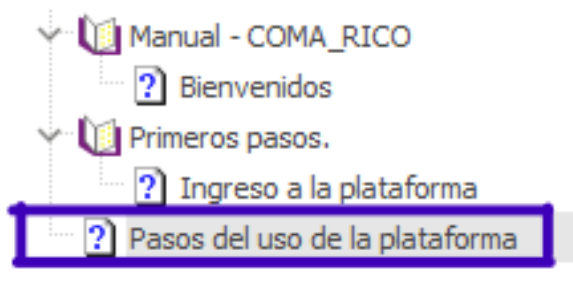 Manual - COMA_RICO
Bienvenidos
Primeros pasos.
Ingreso a la plataforma
Pasos del uso de la plataforma